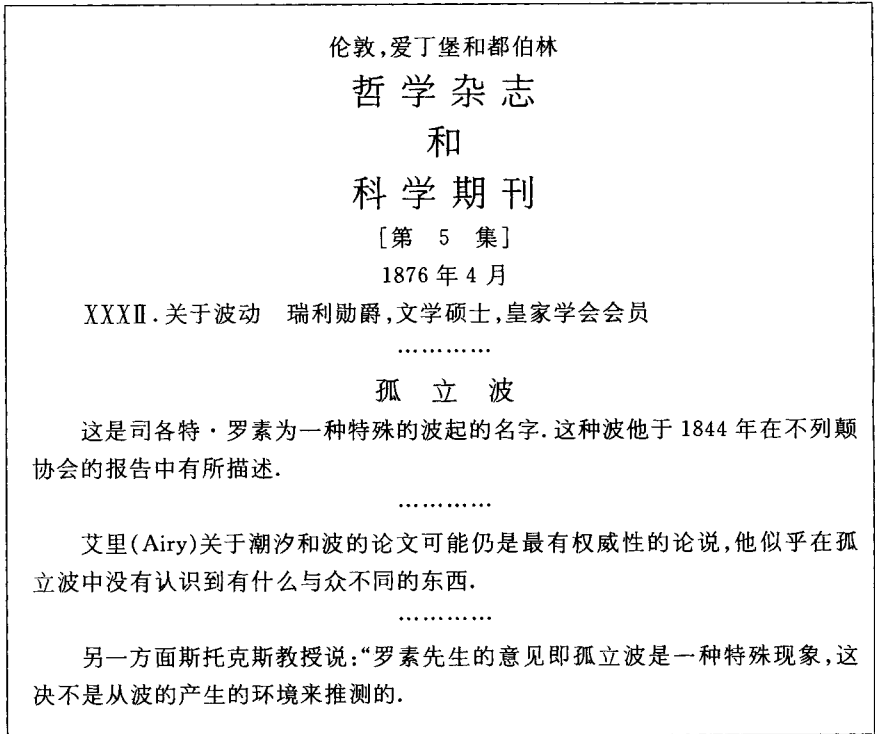 伦敦,爱丁堡和都伯林
哲学杂志
和
科学期刊
[第 5 集]
1876 年 4 月
XXXⅡ.关于波动 瑞利勋爵,文学硕士,皇家学会会员
…………
孤 立 波
这是司各特·罗素为一种特殊的波起的名字.这种波他于 1844 年在不列颠
协会的报告中有所描述.
…………
艾里(Airy)关于潮汐和波的论文可能仍是最有权威性的论说,他似乎在孤
立波中没有认识到有什么与众不同的东西.
…………
另一方面斯托克斯教授说:“罗素先生的意见即孤立波是一种特殊现象,这
决不是从波的产生的环境来推测的.